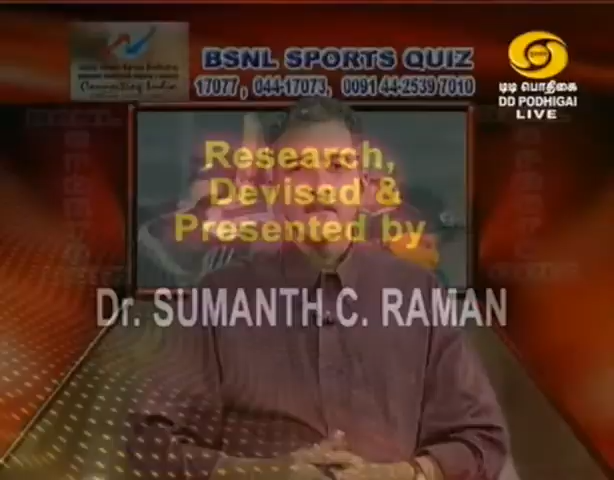 BSNL SPORTS QUIZ
17077 , 044-17073, 0091 44-2539 7010
Connecting India
டிடி பொதிகை
DD PODHIGAI
LIVE
Research,
Devised &
Presented by
Dr. SUMANTH C. RAMAN